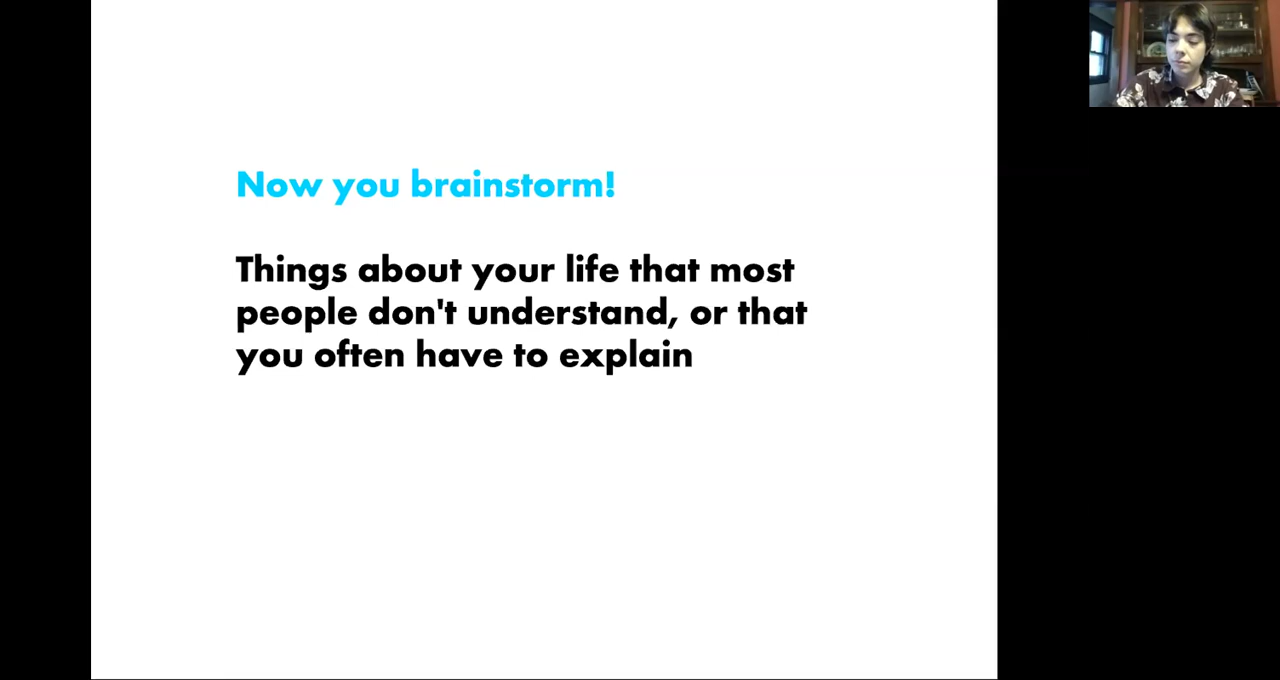 Now you brainstorm!
Things about your life that most
people don't understand, or that
you often have to explain